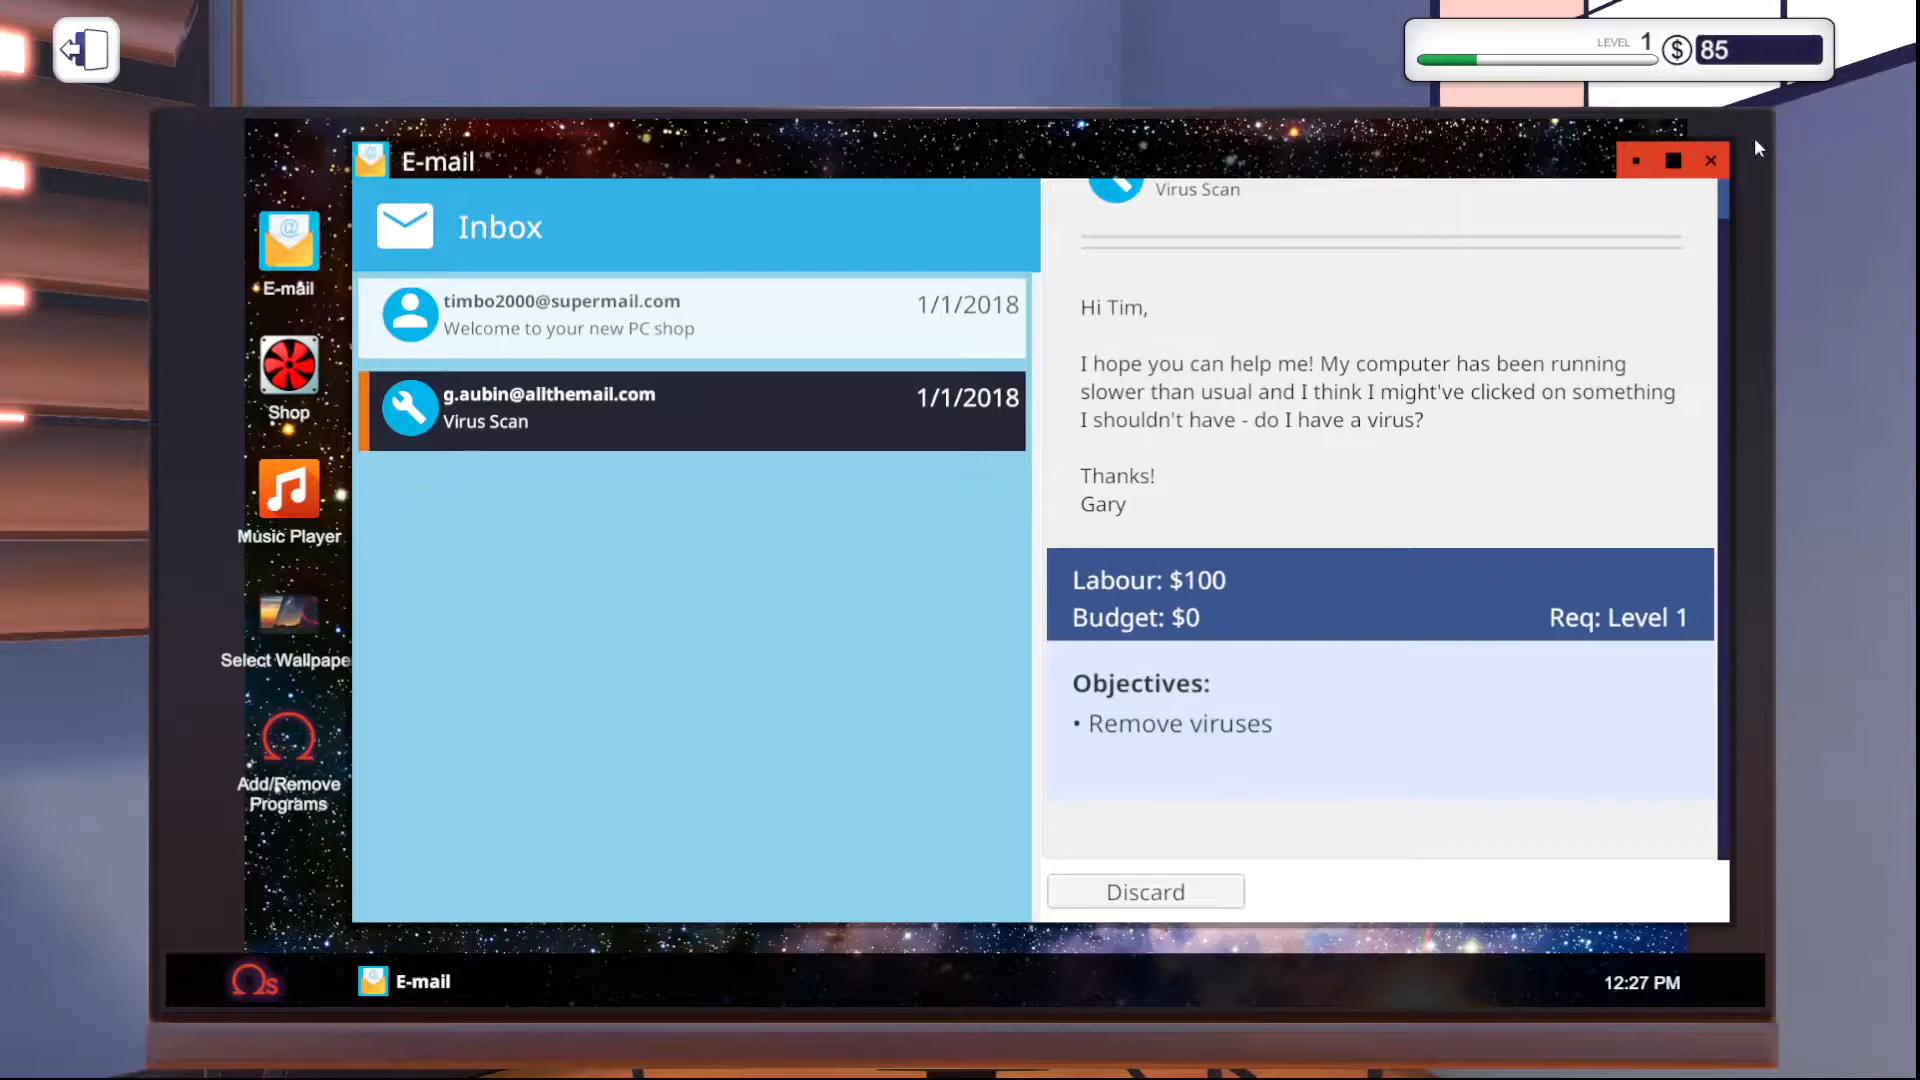 LEVEL 1
85
E-mail
Virus Scan
Inbox
timbo2000@supermail.com
1/1/2018
Welcome to your new PC shop
g.aubin@allthemail.com
1/1/2018
Virus Scan
Hi Tim,
I hope you can help me! My computer has been running
slower than usual and I think I might've clicked on something
I shouldn't have - do I have a virus?
Thanks!
Gary
Labour: $100
Budget: $0
Req: Level 1
Objectives:
• Remove viruses
Discard
E-mail
Shop
Music Player
Select Wallpape
Add/Remove
Programs
Ωs
E-mail
12:27 PM